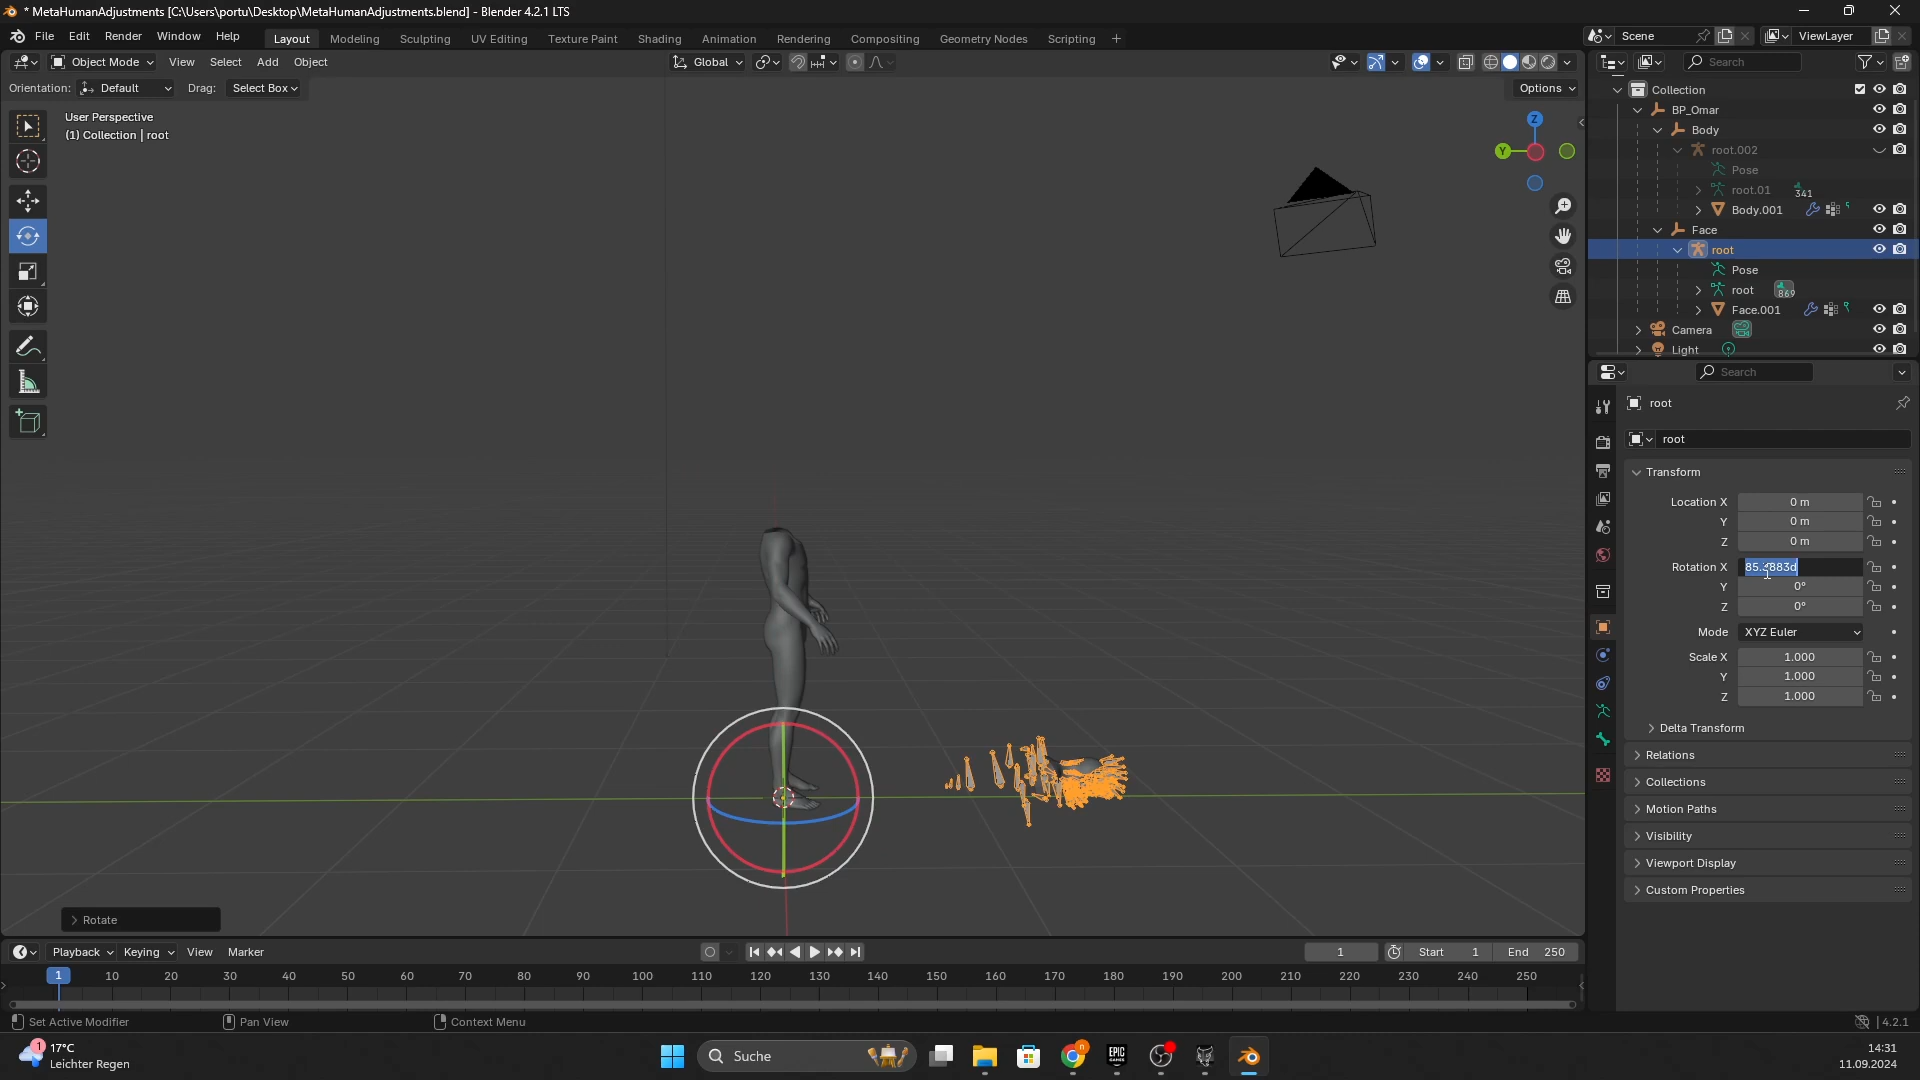 * MetaHumanAdjustments [C:\Users\portu\Desktop\MetaHumanAdjustments.blend] - Blender 4.2.1 LTS
File Edit Render Window Help Layout Modeling Sculpting UV Editing Texture Paint Shading Animation Rendering Compositing Geometry Nodes Scripting + Scene ViewLayer
Object Mode View Select Add Object Global Search
Orientation: Default Drag: Select Box Options
User Perspective
(1) Collection | root
Z
Y
Collection
BP_Omar
Body
root.002
Pose
root.01 341
Body.001
Face
root
Pose
root 869
Face.001
Camera
Light
Search
root
root
Transform
Location X 0 m
Y 0 m
Z 0 m
Rotation X 85.3883d
Y 0°
Z 0°
Mode XYZ Euler
Scale X 1.000
Y 1.000
Z 1.000
Delta Transform
Relations
Collections
Motion Paths
Visibility
Viewport Display
Custom Properties
Rotate
Playback Keying View Marker 1 Start 1 End 250
1 10 20 30 40 50 60 70 80 90 100 110 120 130 140 150 160 170 180 190 200 210 220 230 240 250
Set Active Modifier Pan View Context Menu 4.2.1
1 17°C
Leichter Regen
Suche
n
EPIC
GAMES
14:31
11.09.2024